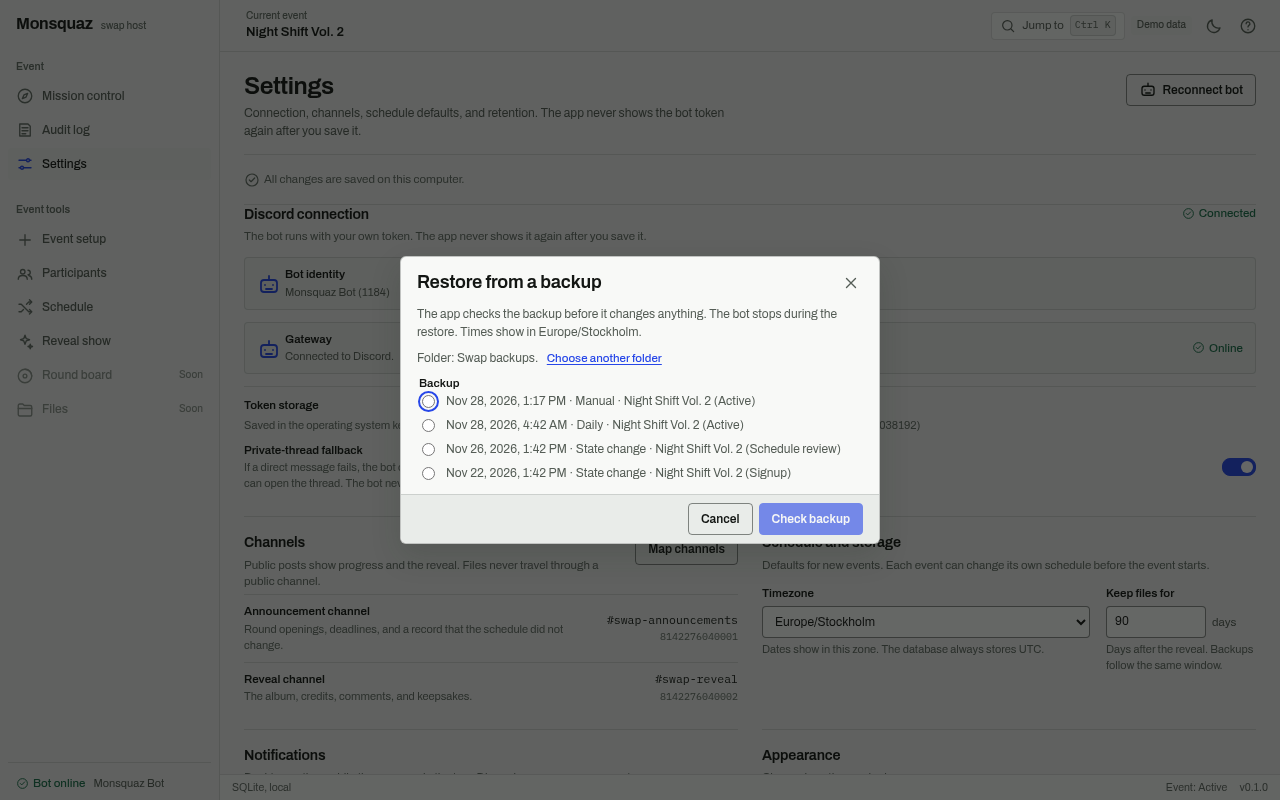 Monsquaz swap host
Current event
Night Shift Vol. 2
Jump to Ctrl K
Demo data
Event
Mission control
Audit log
Settings
Event tools
Event setup
Participants
Schedule
Reveal show
Round board Soon
Files Soon
Bot online Monsquaz Bot
Settings
Connection, channels, schedule defaults, and retention. The app never shows the bot token
again after you save it.
Reconnect bot
All changes are saved on this computer.
Discord connection
Connected
The bot runs with your own token. The app never shows it again after you save it.
Bot identity
Monsquaz Bot (1184)
Gateway
Connected to Discord.
Online
Token storage
Saved in the operating system
038192)
Private-thread fallback
If a direct message fails, the bot
can open the thread. The bot
Restore from a backup
The app checks the backup before it changes anything. The bot stops during the
restore. Times show in Europe/Stockholm.
Folder: Swap backups. Choose another folder
Backup
Nov 28, 2026, 1:17 PM · Manual · Night Shift Vol. 2 (Active)
Nov 28, 2026, 4:42 AM · Daily · Night Shift Vol. 2 (Active)
Nov 26, 2026, 1:42 PM · State change · Night Shift Vol. 2 (Schedule review)
Nov 22, 2026, 1:42 PM · State change · Night Shift Vol. 2 (Signup)
Cancel
Check backup
Channels
Map channels
Public posts show progress and the reveal. Files never travel through a
public channel.
Announcement channel
Round openings, deadlines, and a record that the schedule did not
change.
#swap-announcements
8142276040001
Reveal channel
The album, credits, comments, and keepsakes.
#swap-reveal
8142276040002
Schedule and storage
Defaults for new events. Each event can change its own schedule before the event starts.
Timezone
Europe/Stockholm
Dates show in this zone. The database always stores UTC.
Keep files for
90 days
Days after the reveal. Backups
follow the same window.
Notifications
Appearance
SQLite, local
Event: Active v0.1.0